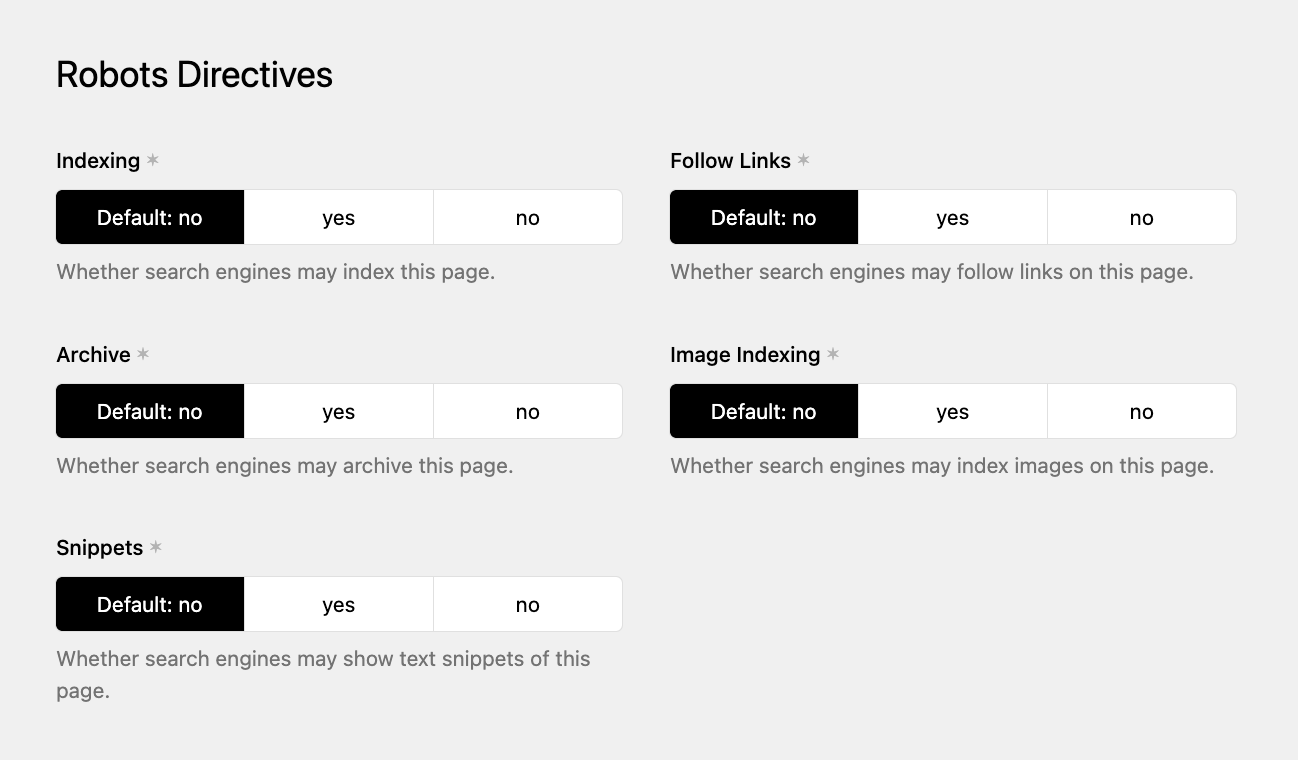 Robots Directives
Indexing ✶
Default: no yes no
Whether search engines may index this page.
Follow Links ✶
Default: no yes no
Whether search engines may follow links on this page.
Archive ✶
Default: no yes no
Whether search engines may archive this page.
Image Indexing ✶
Default: no yes no
Whether search engines may index images on this page.
Snippets ✶
Default: no yes no
Whether search engines may show text snippets of this
page.